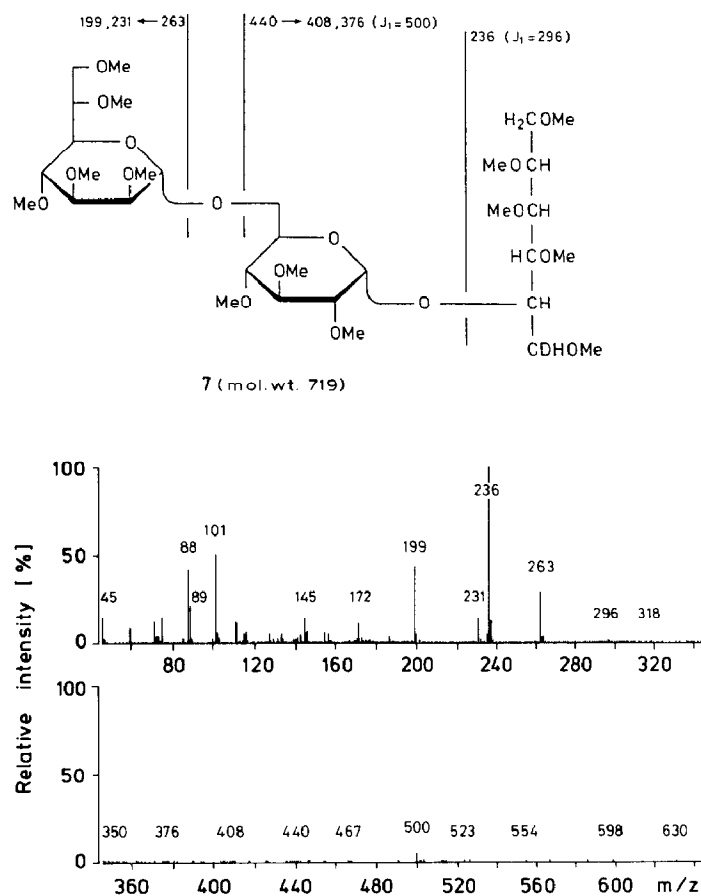 199,231 ← 263
440 → 408,376 (J₁=500)
236 (J₁=296)
OMe
OMe
O
OMe
OMe
MeO
O
H₂COMe
MeOCH
MeOCH
HCOMe
CH
CDHOMe
O
OMe
MeO
OMe
O
7 (mol.wt. 719)
Relative intensity [%]
100
50
0
45
88
89
101
145
172
199
231
236
263
296
318
80
120
160
200
240
280
320
100
50
0
350
376
408
440
467
500
523
554
598
630
360
400
440
480
520
560
600
m/z